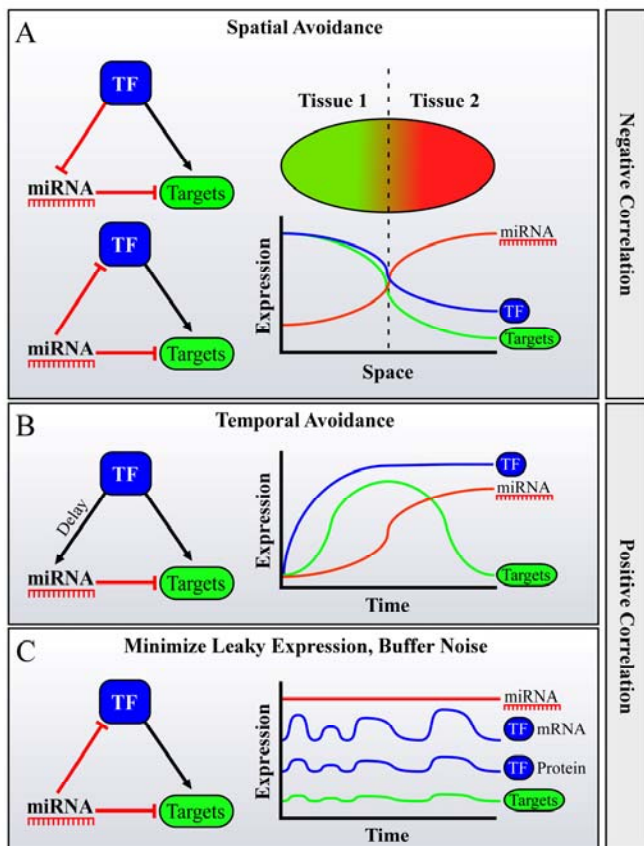 A
Spatial Avoidance
TF
miRNA
Targets
TF
miRNA
Targets
Tissue 1
Tissue 2
Expression
Space
miRNA
TF
Targets
Negative Correlation
B
Temporal Avoidance
TF
Delay
miRNA
Targets
Expression
Time
TF
miRNA
Targets
Positive Correlation
C
Minimize Leaky Expression, Buffer Noise
TF
miRNA
Targets
Expression
Time
miRNA
TF mRNA
TF Protein
Targets